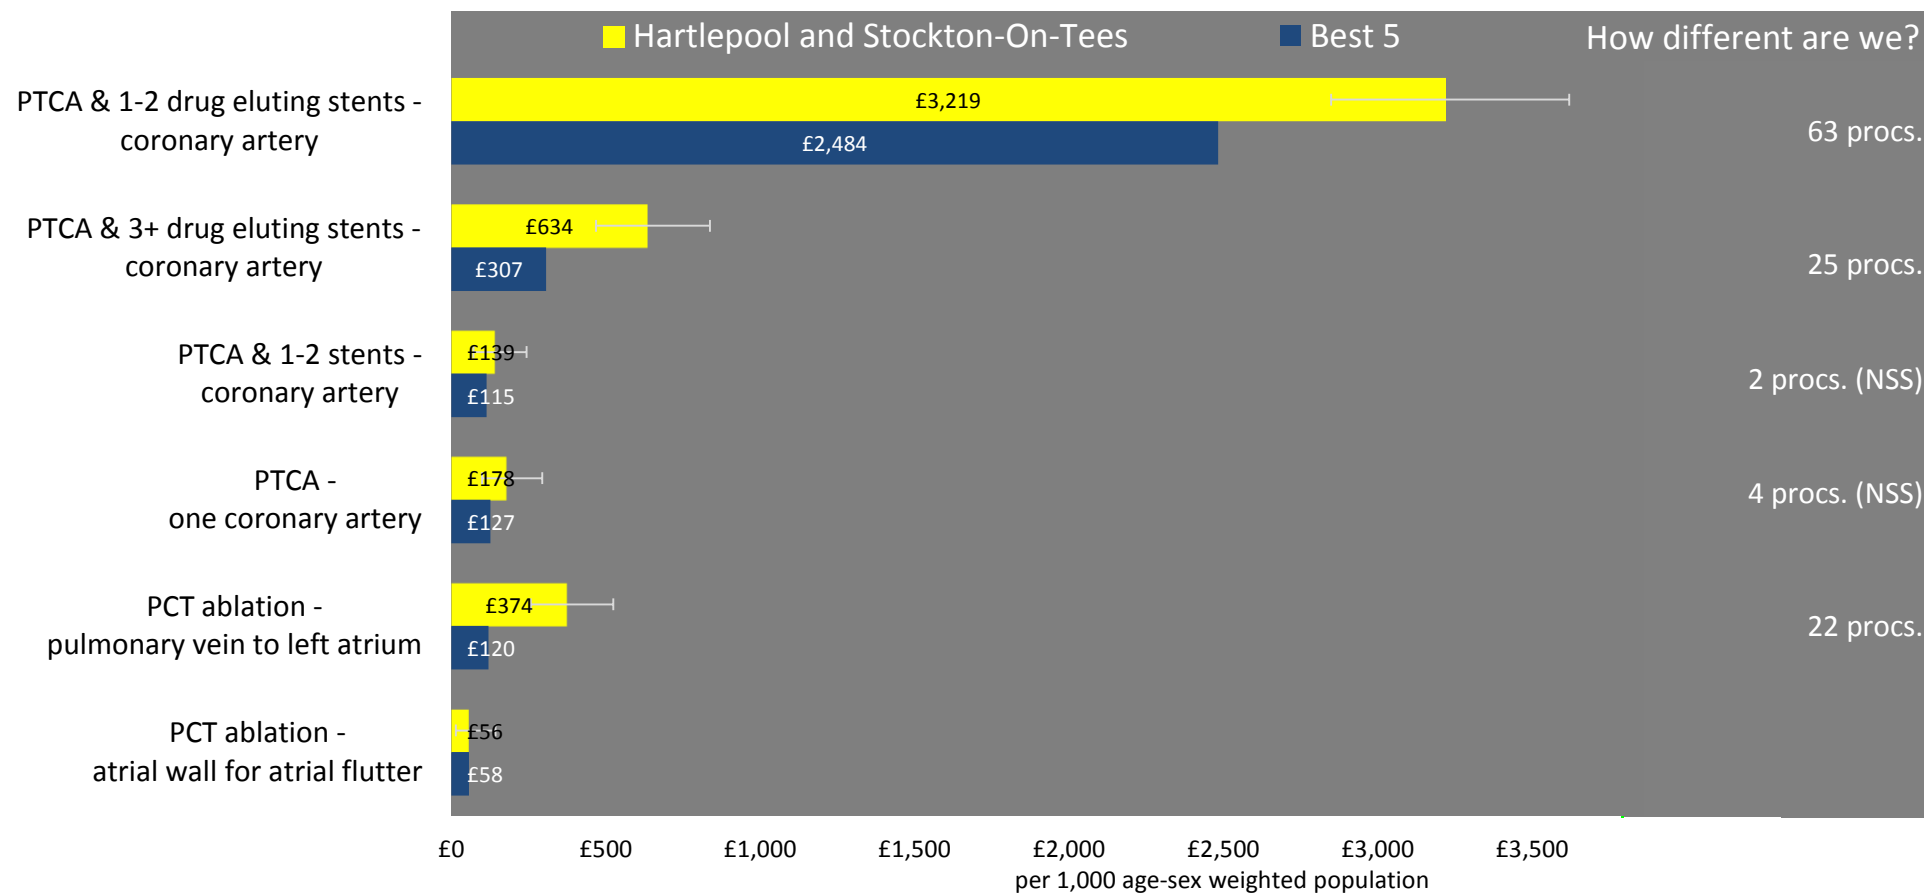 Hartlepool and Stockton-On-Tees
Best 5
How different are we?
PTCA & 1-2 drug eluting stents -
coronary artery
£3,219
£2,484
63 procs.
PTCA & 3+ drug eluting stents -
coronary artery
£634
£307
25 procs.
PTCA & 1-2 stents -
coronary artery
£139
£115
2 procs. (NSS)
PTCA -
one coronary artery
£178
£127
4 procs. (NSS)
PCT ablation -
pulmonary vein to left atrium
£374
£120
22 procs.
PCT ablation -
atrial wall for atrial flutter
£56
£58
£0 £500 £1,000 £1,500 £2,000 £2,500 £3,000 £3,500
per 1,000 age-sex weighted population